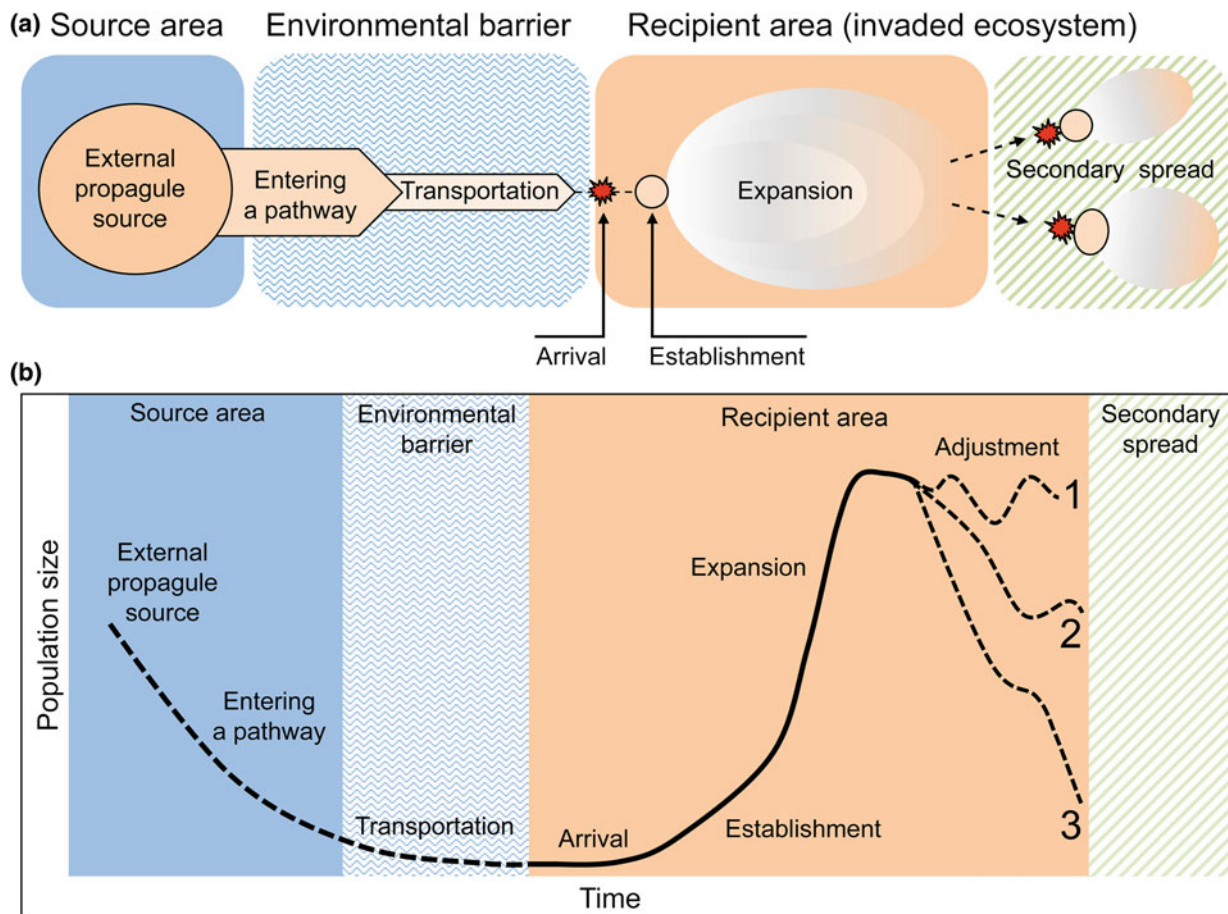 (a) Source area Environmental barrier Recipient area (invaded ecosystem)
External
propagule
source
Entering
a pathway
Transportation
Expansion
Secondary spread
Arrival
Establishment
(b)
Source area
Environmental
barrier
Recipient area
Secondary
spread
Adjustment
1
2
3
External
propagule
source
Expansion
Entering
a pathway
Transportation
Arrival
Establishment
Population size
Time